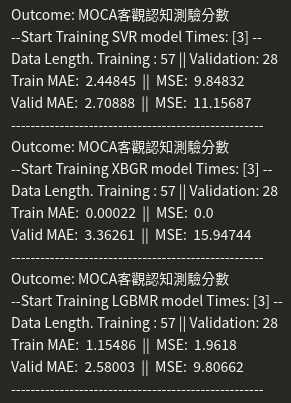 Outcome: MOCA客觀認知測驗分數
--Start Training SVR model Times: [3] --
Data Length. Training : 57 || Validation: 28
Train MAE:  2.44845  ||  MSE:  9.84832
Valid MAE:  2.70888  ||  MSE:  11.15687
----------------------------------------------------
Outcome: MOCA客觀認知測驗分數
--Start Training XBGR model Times: [3] --
Data Length. Training : 57 || Validation: 28
Train MAE:  0.00022  ||  MSE:  0.0
Valid MAE:  3.36261  ||  MSE:  15.94744
----------------------------------------------------
Outcome: MOCA客觀認知測驗分數
--Start Training LGBMR model Times: [3] --
Data Length. Training : 57 || Validation: 28
Train MAE:  1.15486  ||  MSE:  1.9618
Valid MAE:  2.58003  ||  MSE:  9.80662
----------------------------------------------------